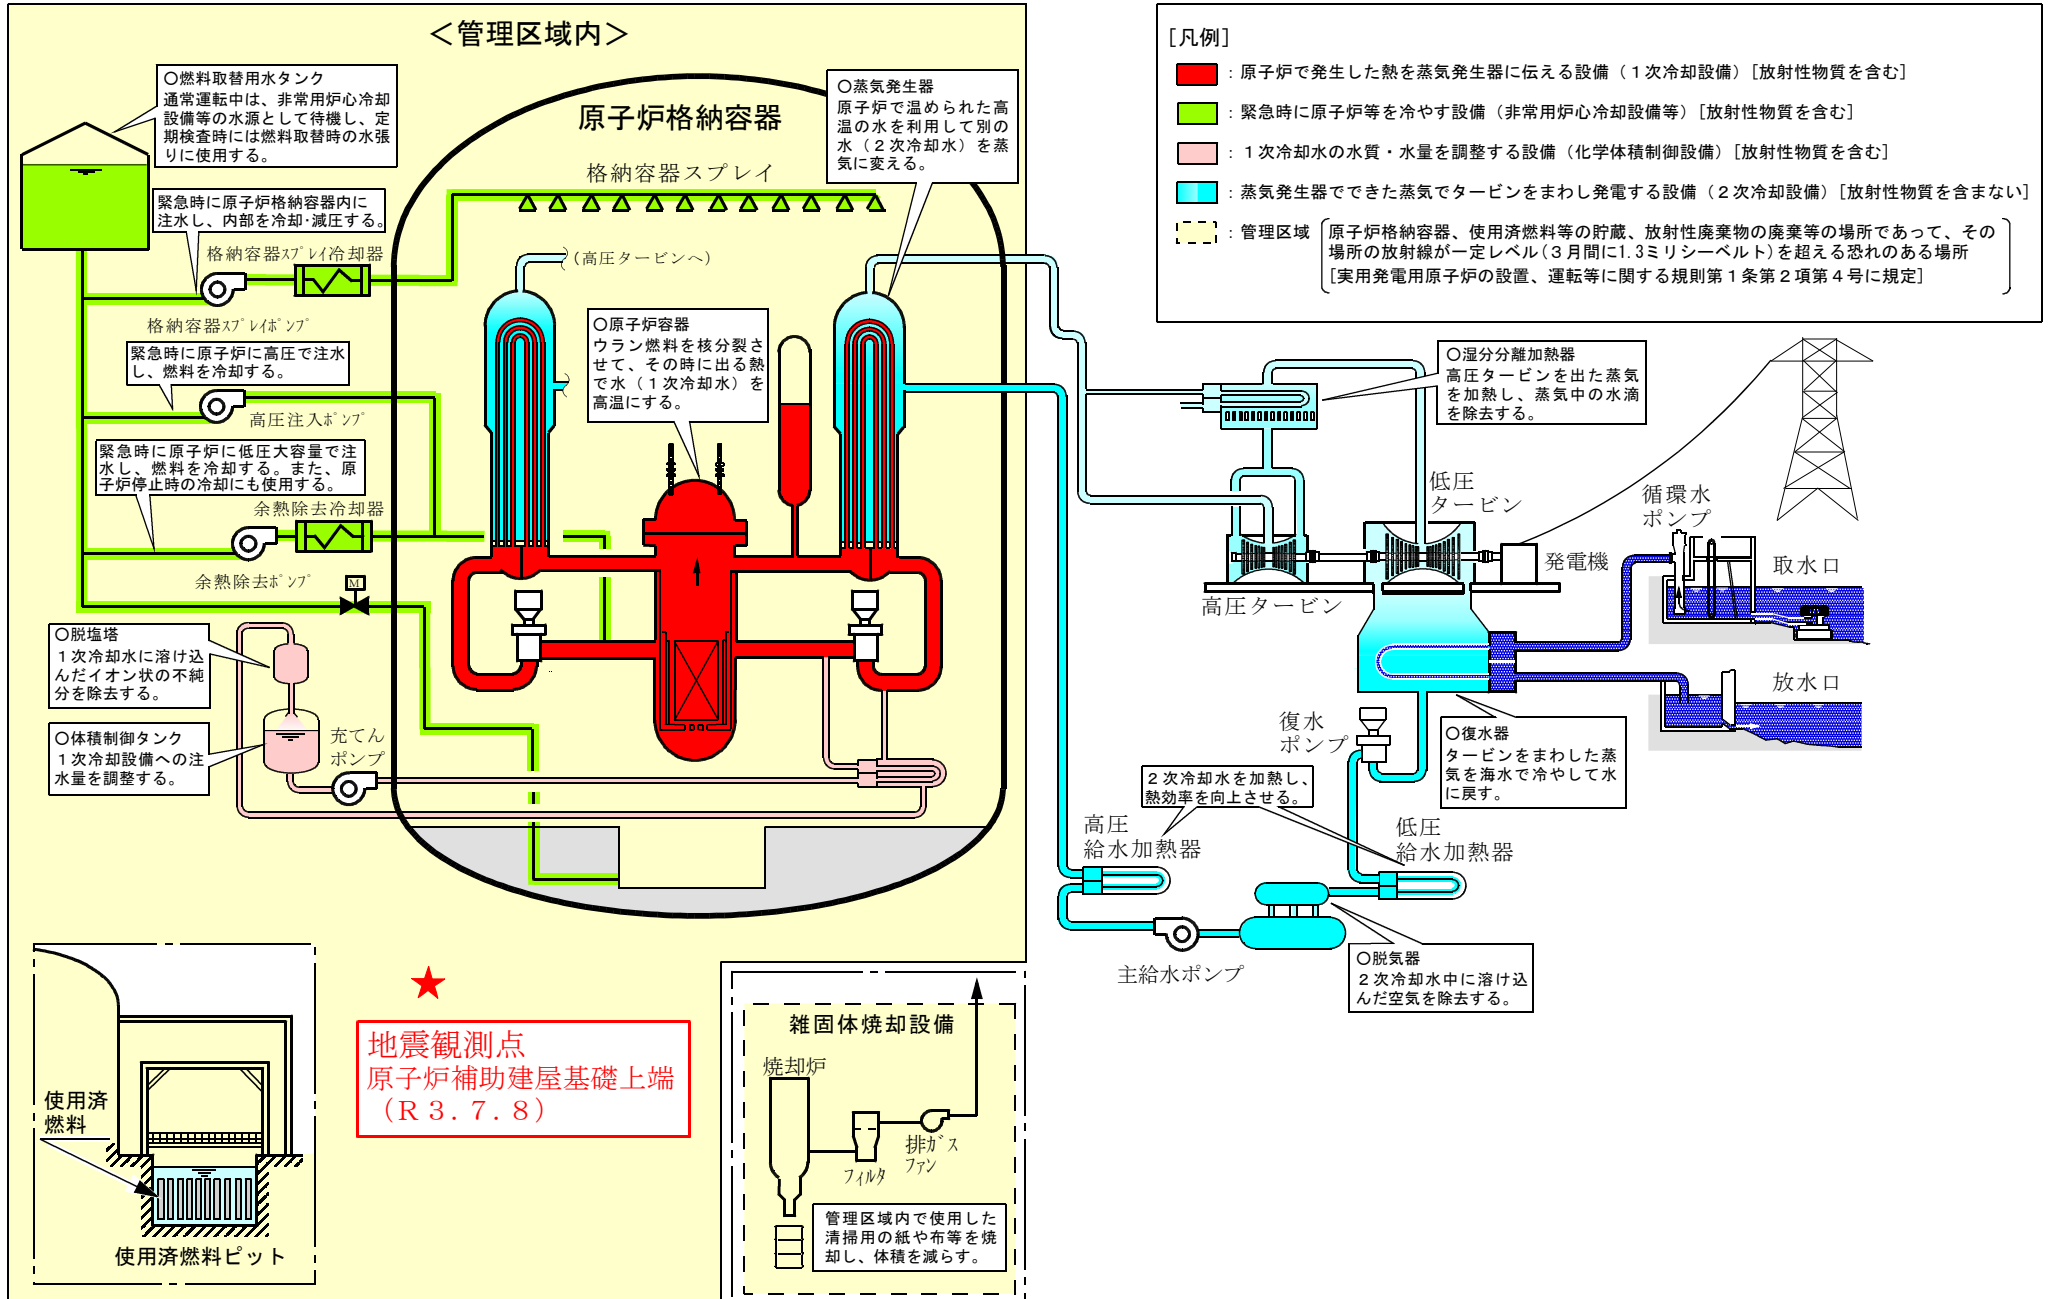 ＜管理区域内＞
○燃料取替用水タンク
通常運転中は、非常用炉心冷却
設備等の水源として待機し、定
期検査時には燃料取替時の水張
りに使用する。
緊急時に原子炉格納容器内に
注水し、内部を冷却･減圧する。
格納容器ｽﾌﾟﾚｲ冷却器
格納容器ｽﾌﾟﾚｲﾎﾟﾝﾌﾟ
緊急時に原子炉に高圧で注水
し、燃料を冷却する。
高圧注入ﾎﾟﾝﾌﾟ
緊急時に原子炉に低圧大容量で注
水し、燃料を冷却する。また、原
子炉停止時の冷却にも使用する。
余熱除去冷却器
余熱除去ﾎﾟﾝﾌﾟ
M
○脱塩塔
１次冷却水に溶け込
んだイオン状の不純
分を除去する。
○体積制御タンク
１次冷却設備への注
水量を調整する。
充てん
ポンプ
原子炉格納容器
格納容器スプレイ
（高圧タービンへ）
○原子炉容器
ウラン燃料を核分裂さ
せて、その時に出る熱
で水（１次冷却水）を
高温にする。
○蒸気発生器
原子炉で温められた高
温の水を利用して別の
水（２次冷却水）を蒸
気に変える。
［凡例］
：原子炉で発生した熱を蒸気発生器に伝える設備（１次冷却設備）［放射性物質を含む］
：緊急時に原子炉等を冷やす設備（非常用炉心冷却設備等）［放射性物質を含む］
：１次冷却水の水質・水量を調整する設備（化学体積制御設備）［放射性物質を含む］
：蒸気発生器でできた蒸気でタービンをまわし発電する設備（２次冷却設備）［放射性物質を含まない］
：管理区域
原子炉格納容器、使用済燃料等の貯蔵、放射性廃棄物の廃棄等の場所であって、その
場所の放射線が一定レベル(３月間に1.3ミリシーベルト)を超える恐れのある場所
［実用発電用原子炉の設置、運転等に関する規則第１条第２項第４号に規定］
○湿分分離加熱器
高圧タービンを出た蒸気
を加熱し、蒸気中の水滴
を除去する。
低圧
タービン
高圧タービン
発電機
循環水
ポンプ
取水口
放水口
復水
ポンプ
○復水器
タービンをまわした蒸
気を海水で冷やして水
に戻す。
２次冷却水を加熱し、
熱効率を向上させる。
高圧
給水加熱器
低圧
給水加熱器
主給水ポンプ
○脱気器
２次冷却水中に溶け込
んだ空気を除去する。
使用済
燃料
使用済燃料ピット
★
地震観測点
原子炉補助建屋基礎上端
（Ｒ３．７．８）
雑固体焼却設備
焼却炉
ﾌｨﾙﾀ
排ｶﾞｽ
ﾌｧﾝ
管理区域内で使用した
清掃用の紙や布等を焼
却し、体積を減らす。